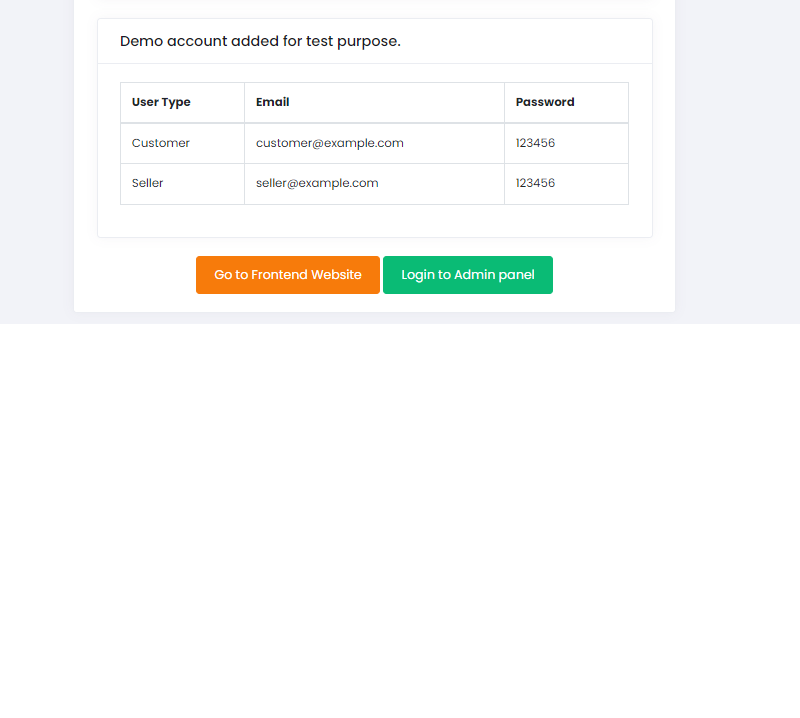 Demo account added for test purpose.
User Type Email Password
Customer customer@example.com 123456
Seller seller@example.com 123456
Go to Frontend Website Login to Admin panel